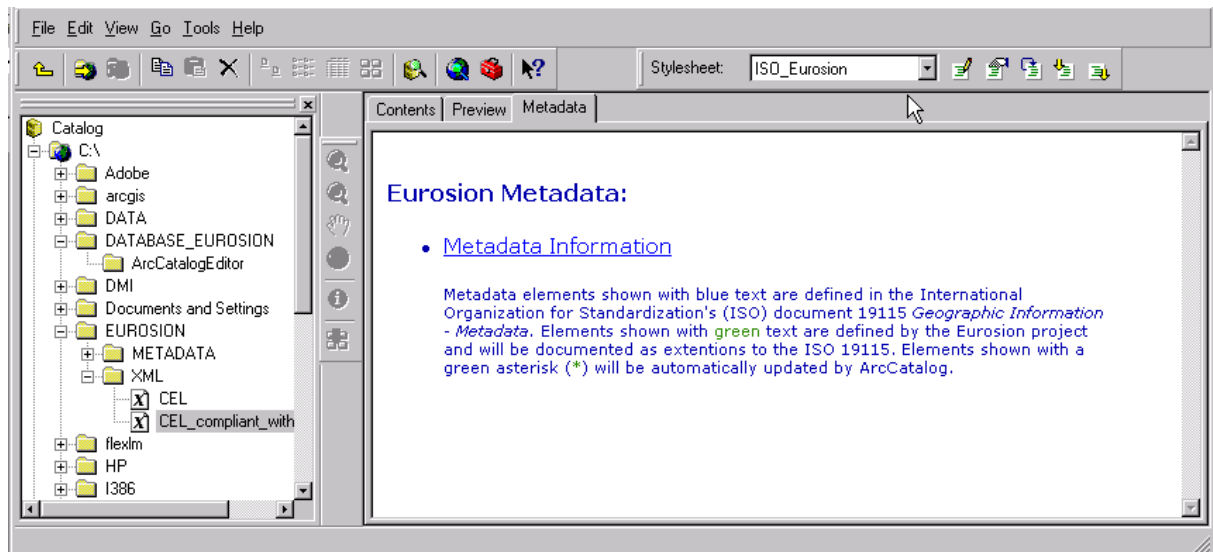 File Edit View Go Tools Help
Stylesheet: ISO_Eurosion
Contents Preview Metadata
Catalog
C:\
Adobe
arcgis
DATA
DATABASE_EUROSION
ArcCatalogEditor
DMI
Documents and Settings
EUROSION
METADATA
XML
CEL
CEL_compliant_with
flexlm
HP
I386
Eurosion Metadata:
• Metadata Information
Metadata elements shown with blue text are defined in the International
Organization for Standardization's (ISO) document 19115 Geographic Information
- Metadata. Elements shown with green text are defined by the Eurosion project
and will be documented as extentions to the ISO 19115. Elements shown with a
green asterisk (*) will be automatically updated by ArcCatalog.